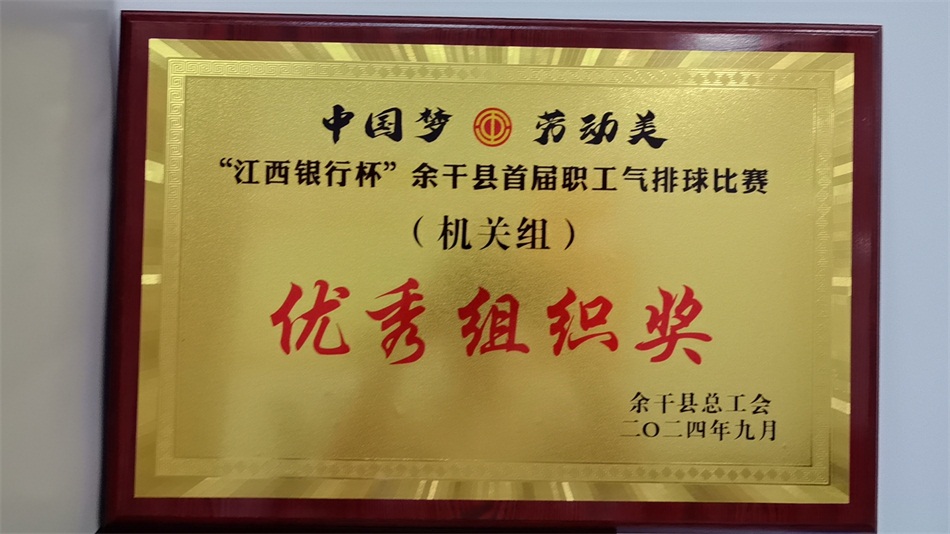 中国梦 劳动美
“江西银行杯”余干县首届职工气排球比赛
（机关组）
优秀组织奖
余干县总工会
二〇二四年九月